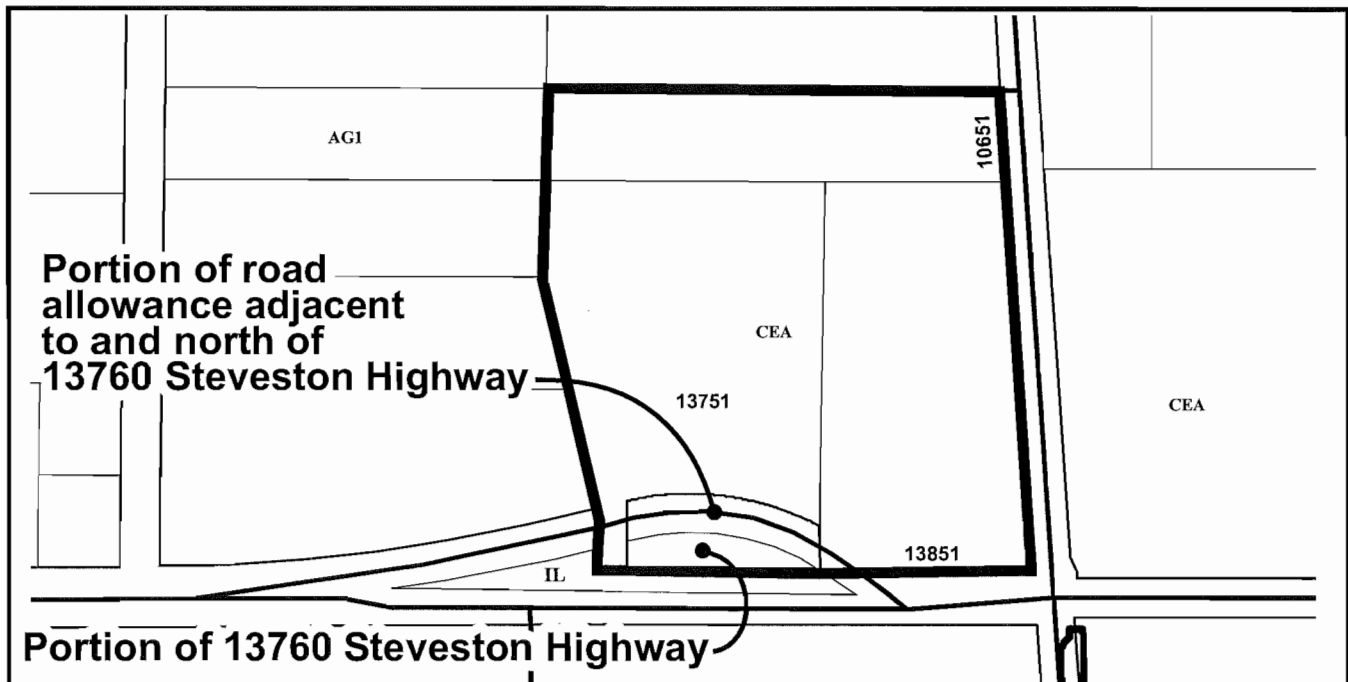 AG1
10651
Portion of road
allowance adjacent
to and north of
13760 Steveston Highway
CEA
13751
CEA
13851
IL
Portion of 13760 Steveston Highway